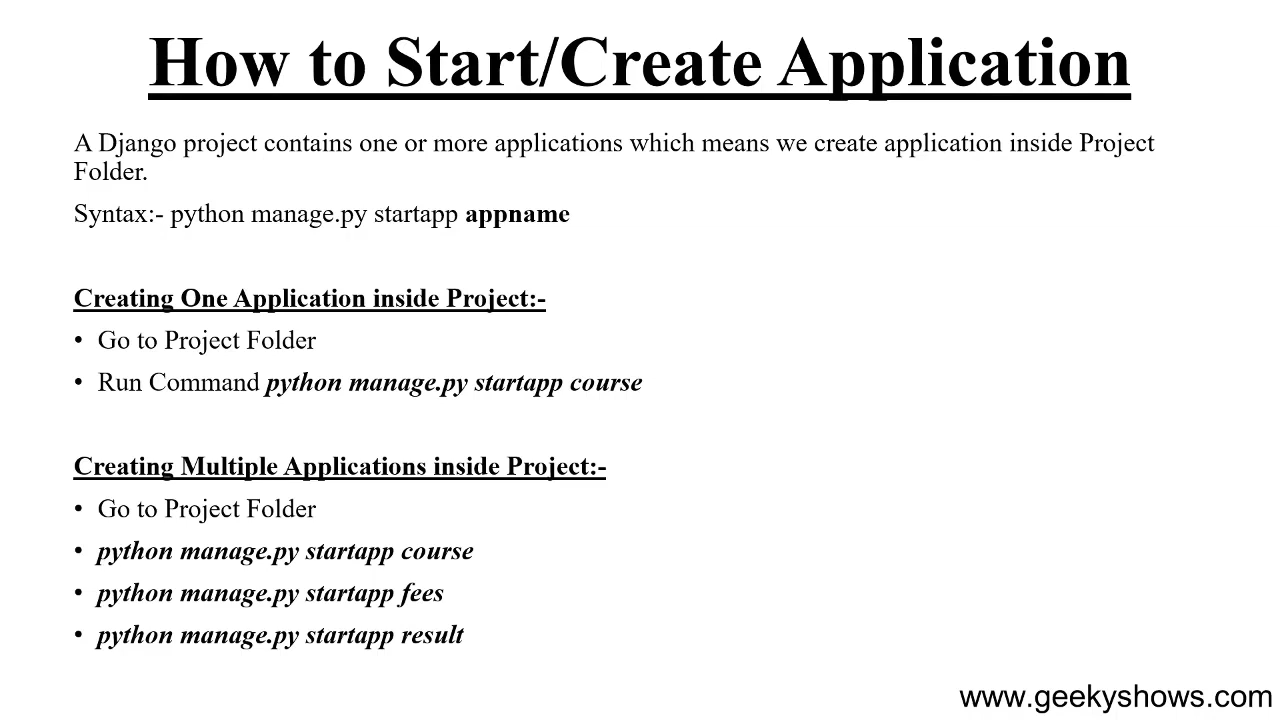 How to Start/Create Application
A Django project contains one or more applications which means we create application inside Project
Folder.
Syntax:- python manage.py startapp appname
Creating One Application inside Project:-
• Go to Project Folder
• Run Command python manage.py startapp course
Creating Multiple Applications inside Project:-
• Go to Project Folder
• python manage.py startapp course
• python manage.py startapp fees
• python manage.py startapp result
www.geekyshows.com